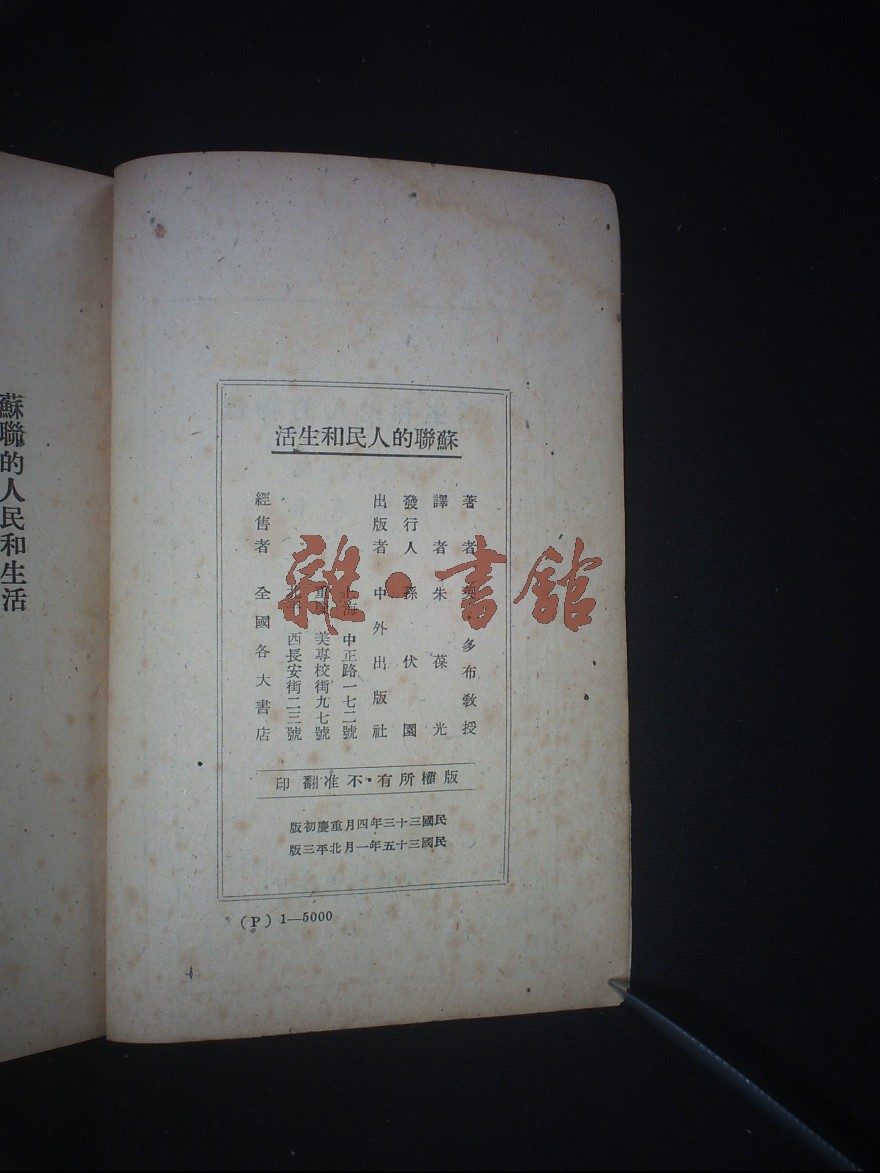 蘇聯的人民和生活
蘇聯的人民和生活
著者 英·多布教授
譯者 朱葆光
發行人 孫伏園
出版者 中外出版社
上海 中正路一七二號
重慶 美專校街九七號
北平 西長安街二三號
經售者 全國各大書店
版權所有·不准翻印
民國三十三年四月重慶初版
民國三十五年一月北平三版
(P) 1—5000
雜·書館